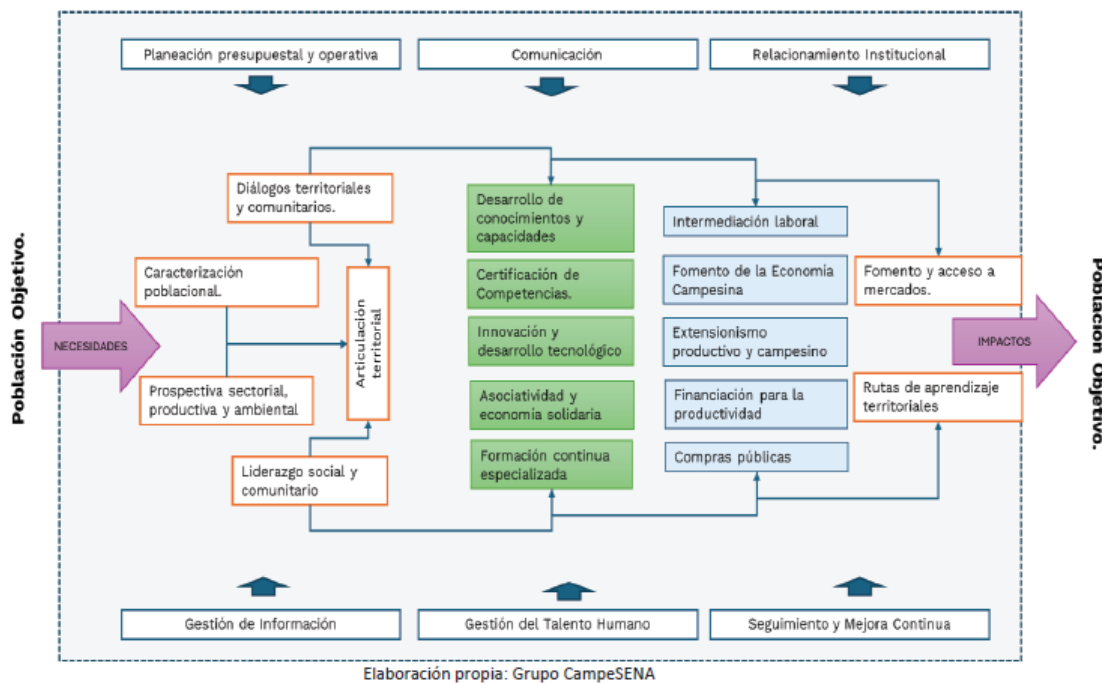 Planeación presupuestal y operativa
Comunicación
Relacionamiento Institucional
Diálogos territoriales
y comunitarios.
Caracterización
poblacional.
Prospectiva sectorial,
productiva y ambiental
Liderazgo social y
comunitario
Articulación
territorial
Población Objetivo.
NECESIDADES
Desarrollo de
conocimientos y
capacidades
Certificación de
Competencias.
Innovación y
desarrollo tecnológico
Asociatividad y
economía solidaria
Formación continua
especializada
Intermediación laboral
Fomento de la Economía
Campesina
Extensionismo
productivo y campesino
Financiación para la
productividad
Compras públicas
Fomento y acceso a
mercados.
Rutas de aprendizaje
territoriales
IMPACTOS
Población Objetivo.
Gestión de Información
Gestión del Talento Humano
Seguimiento y Mejora Continua
Elaboración propia: Grupo CampeSENA